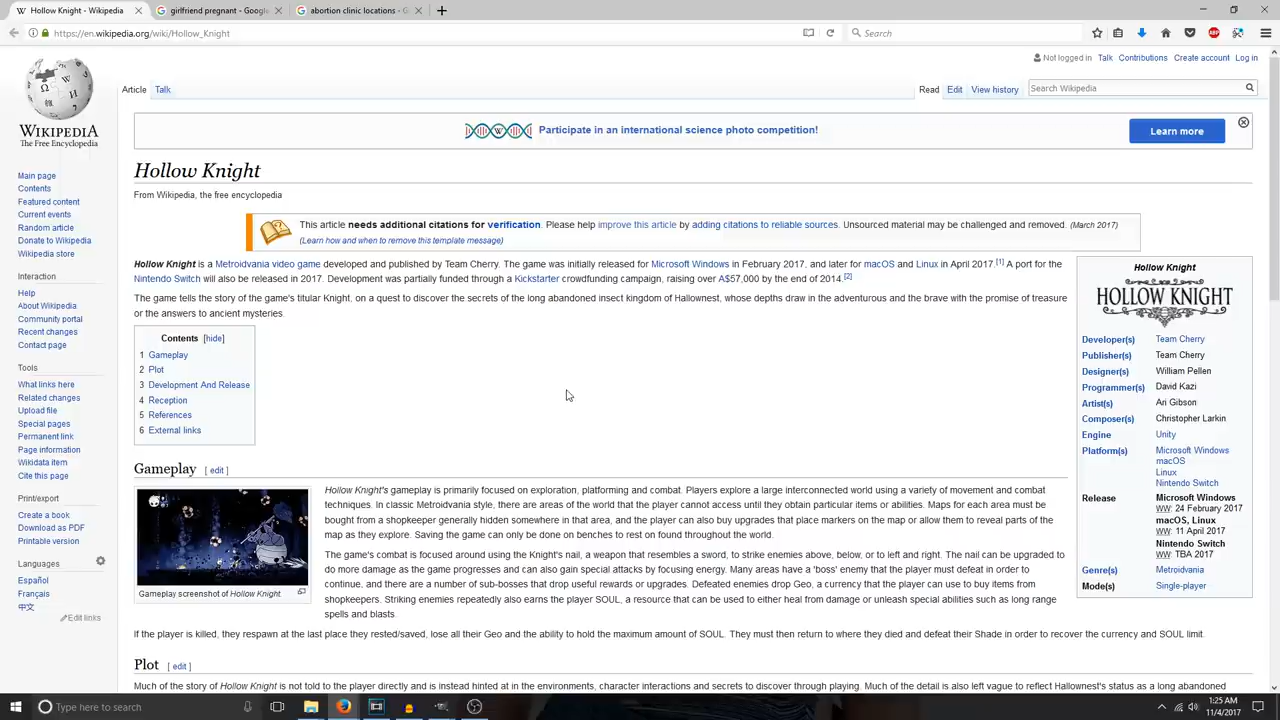 Hollow Knight - Wikipedia
girlfriend pregnant - Google
abortion clinic locations - G
https://en.wikipedia.org/wiki/Hollow_Knight
Search
WIKIPEDIA
The Free Encyclopedia
Not logged in Talk Contributions Create account Log in
Article Talk
Read Edit View history
Search Wikipedia
Participate in an international science photo competition!
Learn more
Hollow Knight
From Wikipedia, the free encyclopedia
This article needs additional citations for verification. Please help improve this article by adding citations to reliable sources. Unsourced material may be challenged and removed. (March 2017)
(Learn how and when to remove this template message)
Hollow Knight is a Metroidvania video game developed and published by Team Cherry. The game was initially released for Microsoft Windows in February 2017, and later for macOS and Linux in April 2017.[1] A port for the
Nintendo Switch will also be released in 2017. Development was partially funded through a Kickstarter crowdfunding campaign, raising over A$57,000 by the end of 2014.[2]
The game tells the story of the game's titular Knight, on a quest to discover the secrets of the long abandoned insect kingdom of Hallownest, whose depths draw in the adventurous and the brave with the promise of treasure
or the answers to ancient mysteries.
Contents [hide]
1 Gameplay
2 Plot
3 Development And Release
4 Reception
5 References
6 External links
Gameplay [ edit ]
Gameplay screenshot of Hollow Knight.
Hollow Knight's gameplay is primarily focused on exploration, platforming and combat. Players explore a large interconnected world using a variety of movement and combat
techniques. In classic Metroidvania style, there are areas of the world that the player cannot access until they obtain particular items or abilities. Maps for each area must be
bought from a shopkeeper generally hidden somewhere in that area, and the player can also buy upgrades that place markers on the map or allow them to reveal parts of the
map as they explore. Saving the game can only be done on benches to rest on found throughout the world.
The game's combat is focused around using the Knight's nail, a weapon that resembles a sword, to strike enemies above, below, or to left and right. The nail can be upgraded to
do more damage as the game progresses and can also gain special attacks by focusing energy. Many areas have a 'boss' enemy that the player must defeat in order to
continue, and there are a number of sub-bosses that drop useful rewards or upgrades. Defeated enemies drop Geo, a currency that the player can use to buy items from
shopkeepers. Striking enemies repeatedly also earns the player SOUL, a resource that can be used to either heal from damage or unleash special abilities such as long range
spells and blasts.
If the player is killed, they respawn at the last place they rested/saved, lose all their Geo and the ability to hold the maximum amount of SOUL. They must then return to where they died and defeat their Shade in order to recover the currency and SOUL limit.
Plot [ edit ]
Much of the story of Hollow Knight is not told to the player directly and is instead hinted at in the environments, character interactions and secrets to discover through playing. Much of the detail is also left vague to reflect Hallownest's status as a long abandoned
Hollow Knight
HOLLOW KNIGHT
Developer(s) Team Cherry
Publisher(s) Team Cherry
Designer(s) William Pellen
Programmer(s) David Kazi
Artist(s) Ari Gibson
Composer(s) Christopher Larkin
Engine Unity
Platform(s) Microsoft Windows
macOS
Linux
Nintendo Switch
Release Microsoft Windows
WW: 24 February 2017
macOS, Linux
WW: 11 April 2017
Nintendo Switch
WW: TBA 2017
Genre(s) Metroidvania
Mode(s) Single-player
Main page
Contents
Featured content
Current events
Random article
Donate to Wikipedia
Wikipedia store
Interaction
Help
About Wikipedia
Community portal
Recent changes
Contact page
Tools
What links here
Related changes
Upload file
Special pages
Permanent link
Page information
Wikidata item
Cite this page
Print/export
Create a book
Download as PDF
Printable version
Languages
Español
Français
中文
Edit links
Type here to search
1:25 AM
11/4/2017